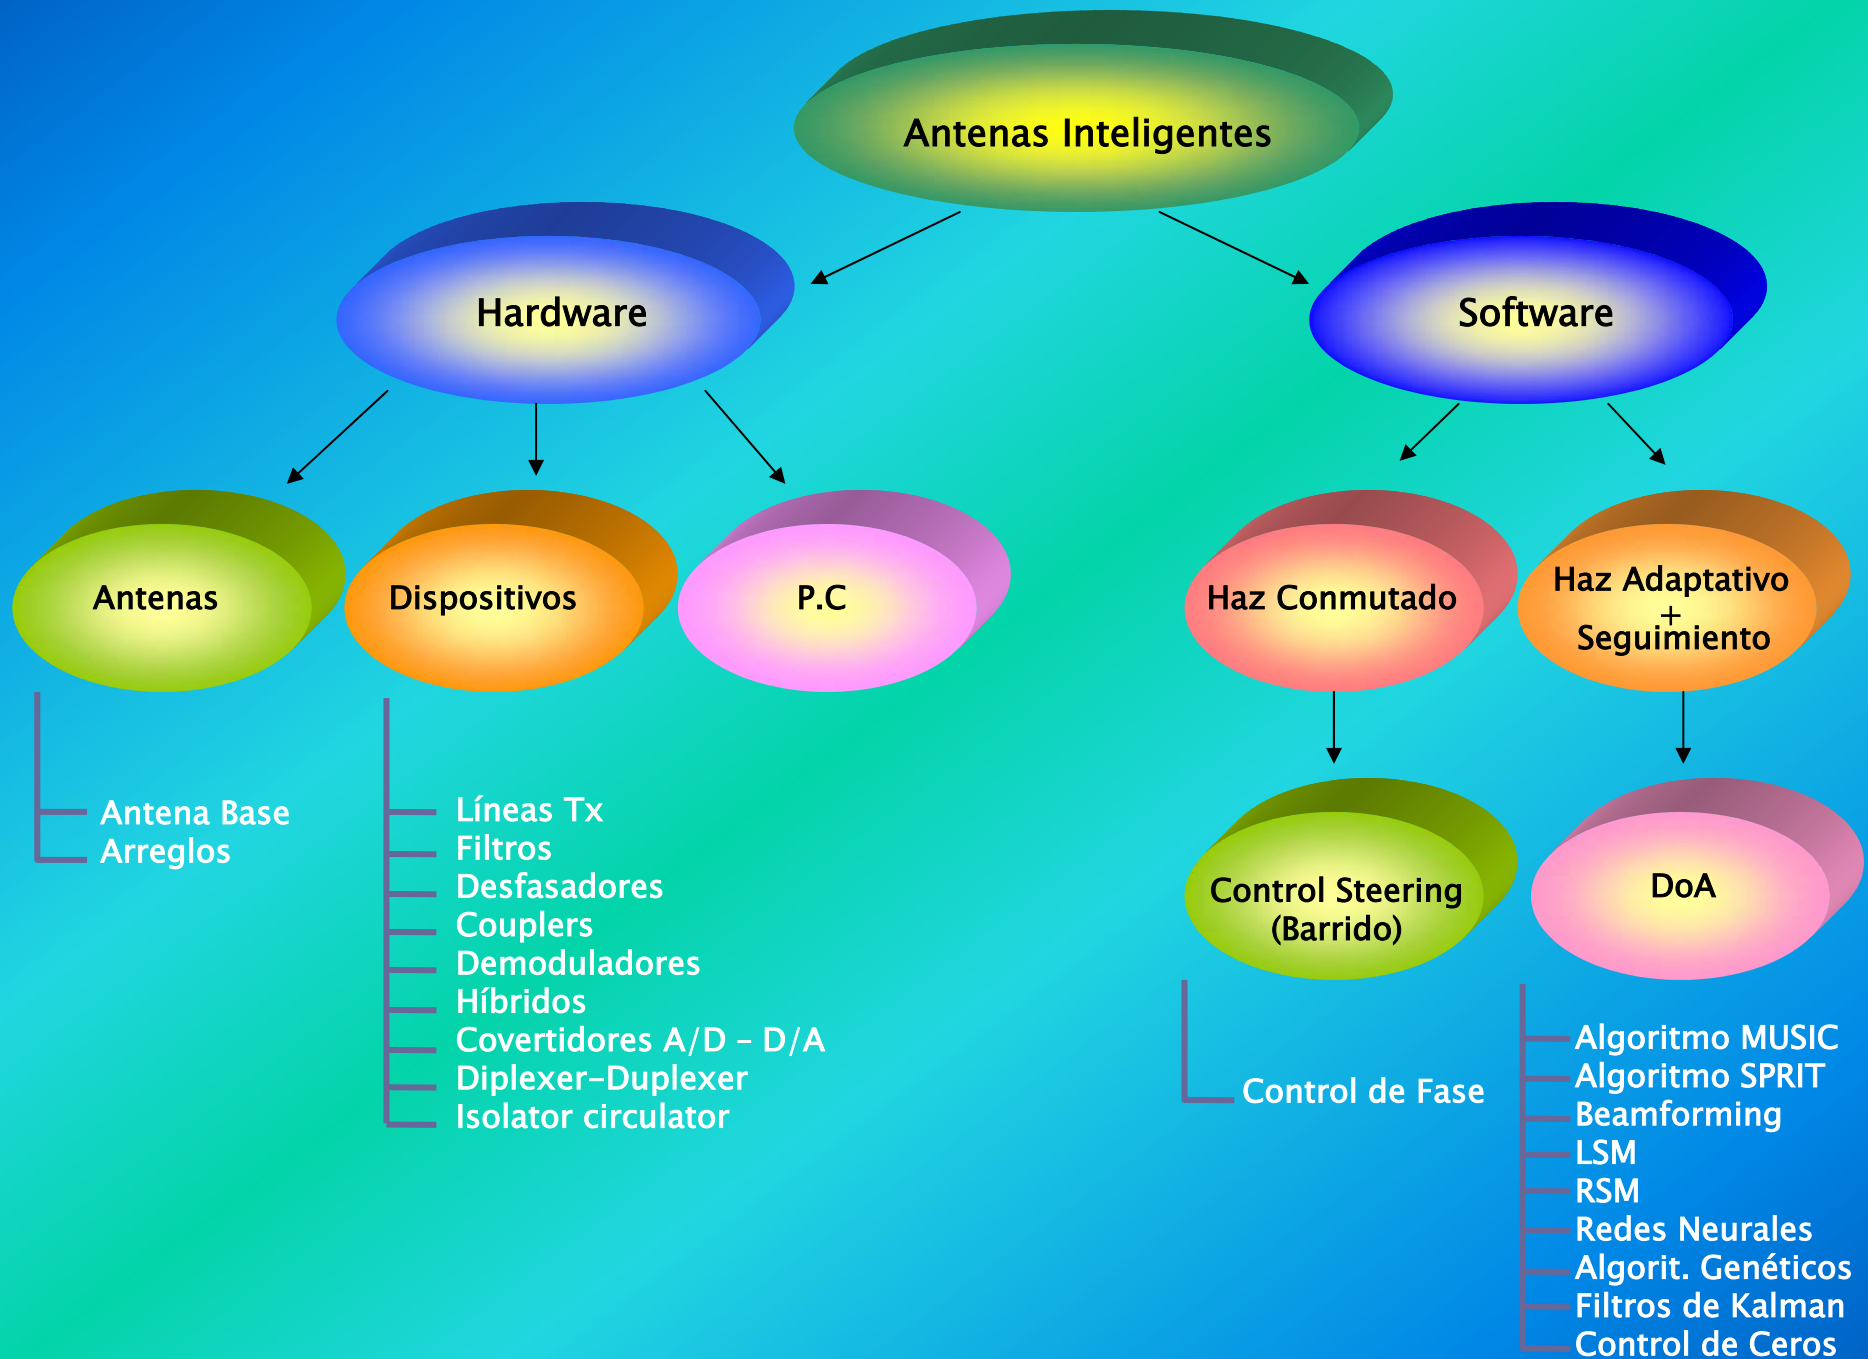 Antenas Inteligentes
Hardware
Software
Antenas
Dispositivos
P.C
Haz Conmutado
Haz Adaptativo
+
Seguimiento
Antena Base
Arreglos
Líneas Tx
Filtros
Desfasadores
Couplers
Demoduladores
Híbridos
Covertidores A/D – D/A
Diplexer–Duplexer
Isolator circulator
Control Steering
(Barrido)
DoA
Control de Fase
Algoritmo MUSIC
Algoritmo SPRIT
Beamforming
LSM
RSM
Redes Neurales
Algorit. Genéticos
Filtros de Kalman
Control de Ceros